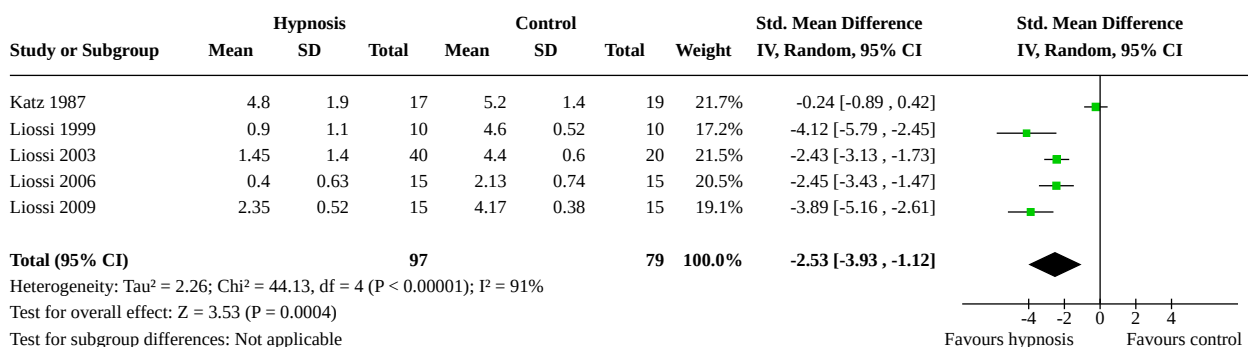 Hypnosis Control Std. Mean Difference Std. Mean Difference
Study or Subgroup Mean SD Total Mean SD Total Weight IV, Random, 95% CI IV, Random, 95% CI
Katz 1987 4.8 1.9 17 5.2 1.4 19 21.7% -0.24 [-0.89 , 0.42]
Liossi 1999 0.9 1.1 10 4.6 0.52 10 17.2% -4.12 [-5.79 , -2.45]
Liossi 2003 1.45 1.4 40 4.4 0.6 20 21.5% -2.43 [-3.13 , -1.73]
Liossi 2006 0.4 0.63 15 2.13 0.74 15 20.5% -2.45 [-3.43 , -1.47]
Liossi 2009 2.35 0.52 15 4.17 0.38 15 19.1% -3.89 [-5.16 , -2.61]
Total (95% CI) 97 79 100.0% -2.53 [-3.93 , -1.12]
Heterogeneity: Tau² = 2.26; Chi² = 44.13, df = 4 (P < 0.00001); I² = 91%
Test for overall effect: Z = 3.53 (P = 0.0004) -4 -2 0 2 4
Test for subgroup differences: Not applicable Favours hypnosis Favours control